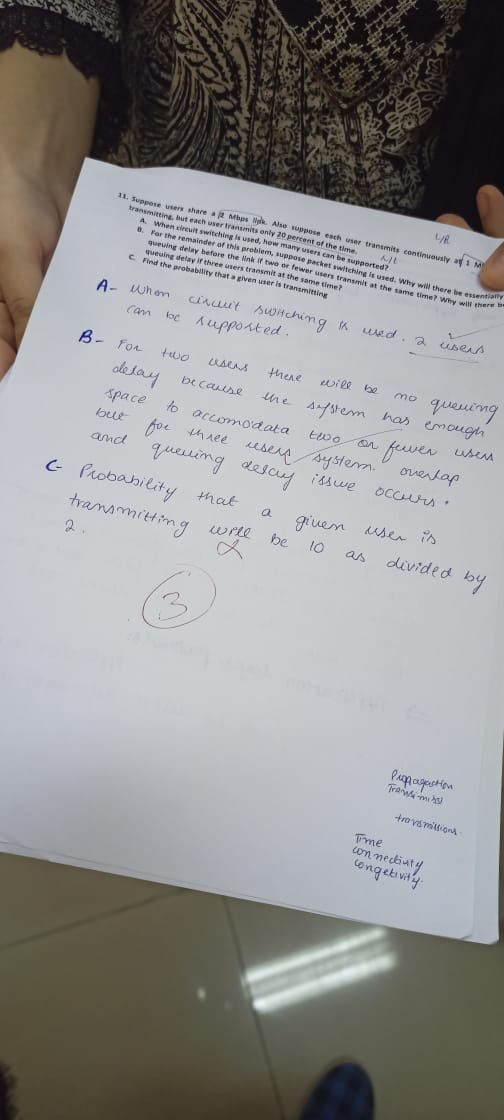 11. Suppose users share a 2 Mbps link. Also suppose each user transmits continuously at 1 M
transmitting, but each user transmits only 20 percent of the time.
A. When circuit switching is used, how many users can be supported?
B. For the remainder of this problem, suppose packet switching is used. Why will there be essentially
queuing delay before the link if two or fewer users transmit at the same time? Why will there be
queuing delay if three users transmit at the same time?
C. Find the probability that a given user is transmitting
L/R
A- When circuit switching is used. 2 users
can be supported.
B- For two users there will be no queuing
delay because the system has enough
space to accomodata two or fewer users
but for three users system. overlap
and queuing delay issue occurs.
C- Probability that a given user is
transmitting will be 10 as divided by
2.
3
Propagaction
transmissions.
Time
connectivity
congetivity.